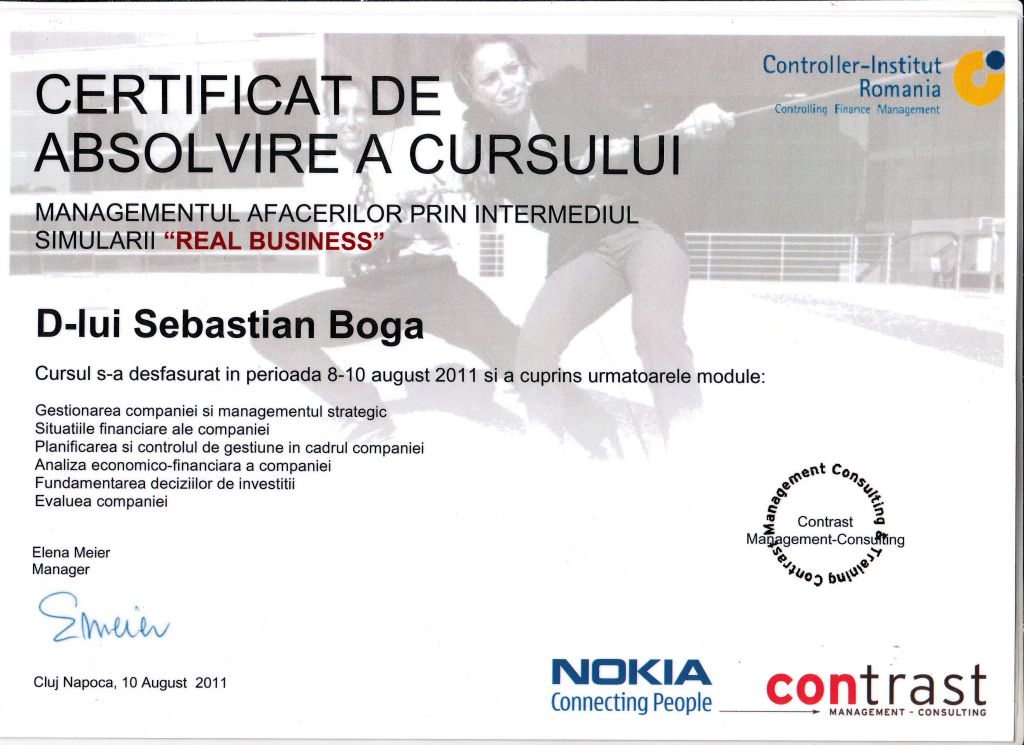 CERTIFICAT DE
ABSOLVIRE A CURSULUI
Controller-Institut
Romania
Controlling Finance Management
MANAGEMENTUL AFACERILOR PRIN INTERMEDIUL
SIMULARII “REAL BUSINESS”
D-lui Sebastian Boga
Cursul s-a desfasurat in perioada 8-10 august 2011 si a cuprins urmatoarele module:
Gestionarea companiei si managementul strategic
Situatiile financiare ale companiei
Planificarea si controlul de gestiune in cadrul companiei
Analiza economico-financiara a companiei
Fundamentarea deciziilor de investitii
Evaluea companiei
Contrast Management Consulting & Training
Contrast
Management-Consulting
Elena Meier
Manager
EMeier
Cluj Napoca, 10 August 2011
NOKIA
Connecting People
contrast
MANAGEMENT - CONSULTING